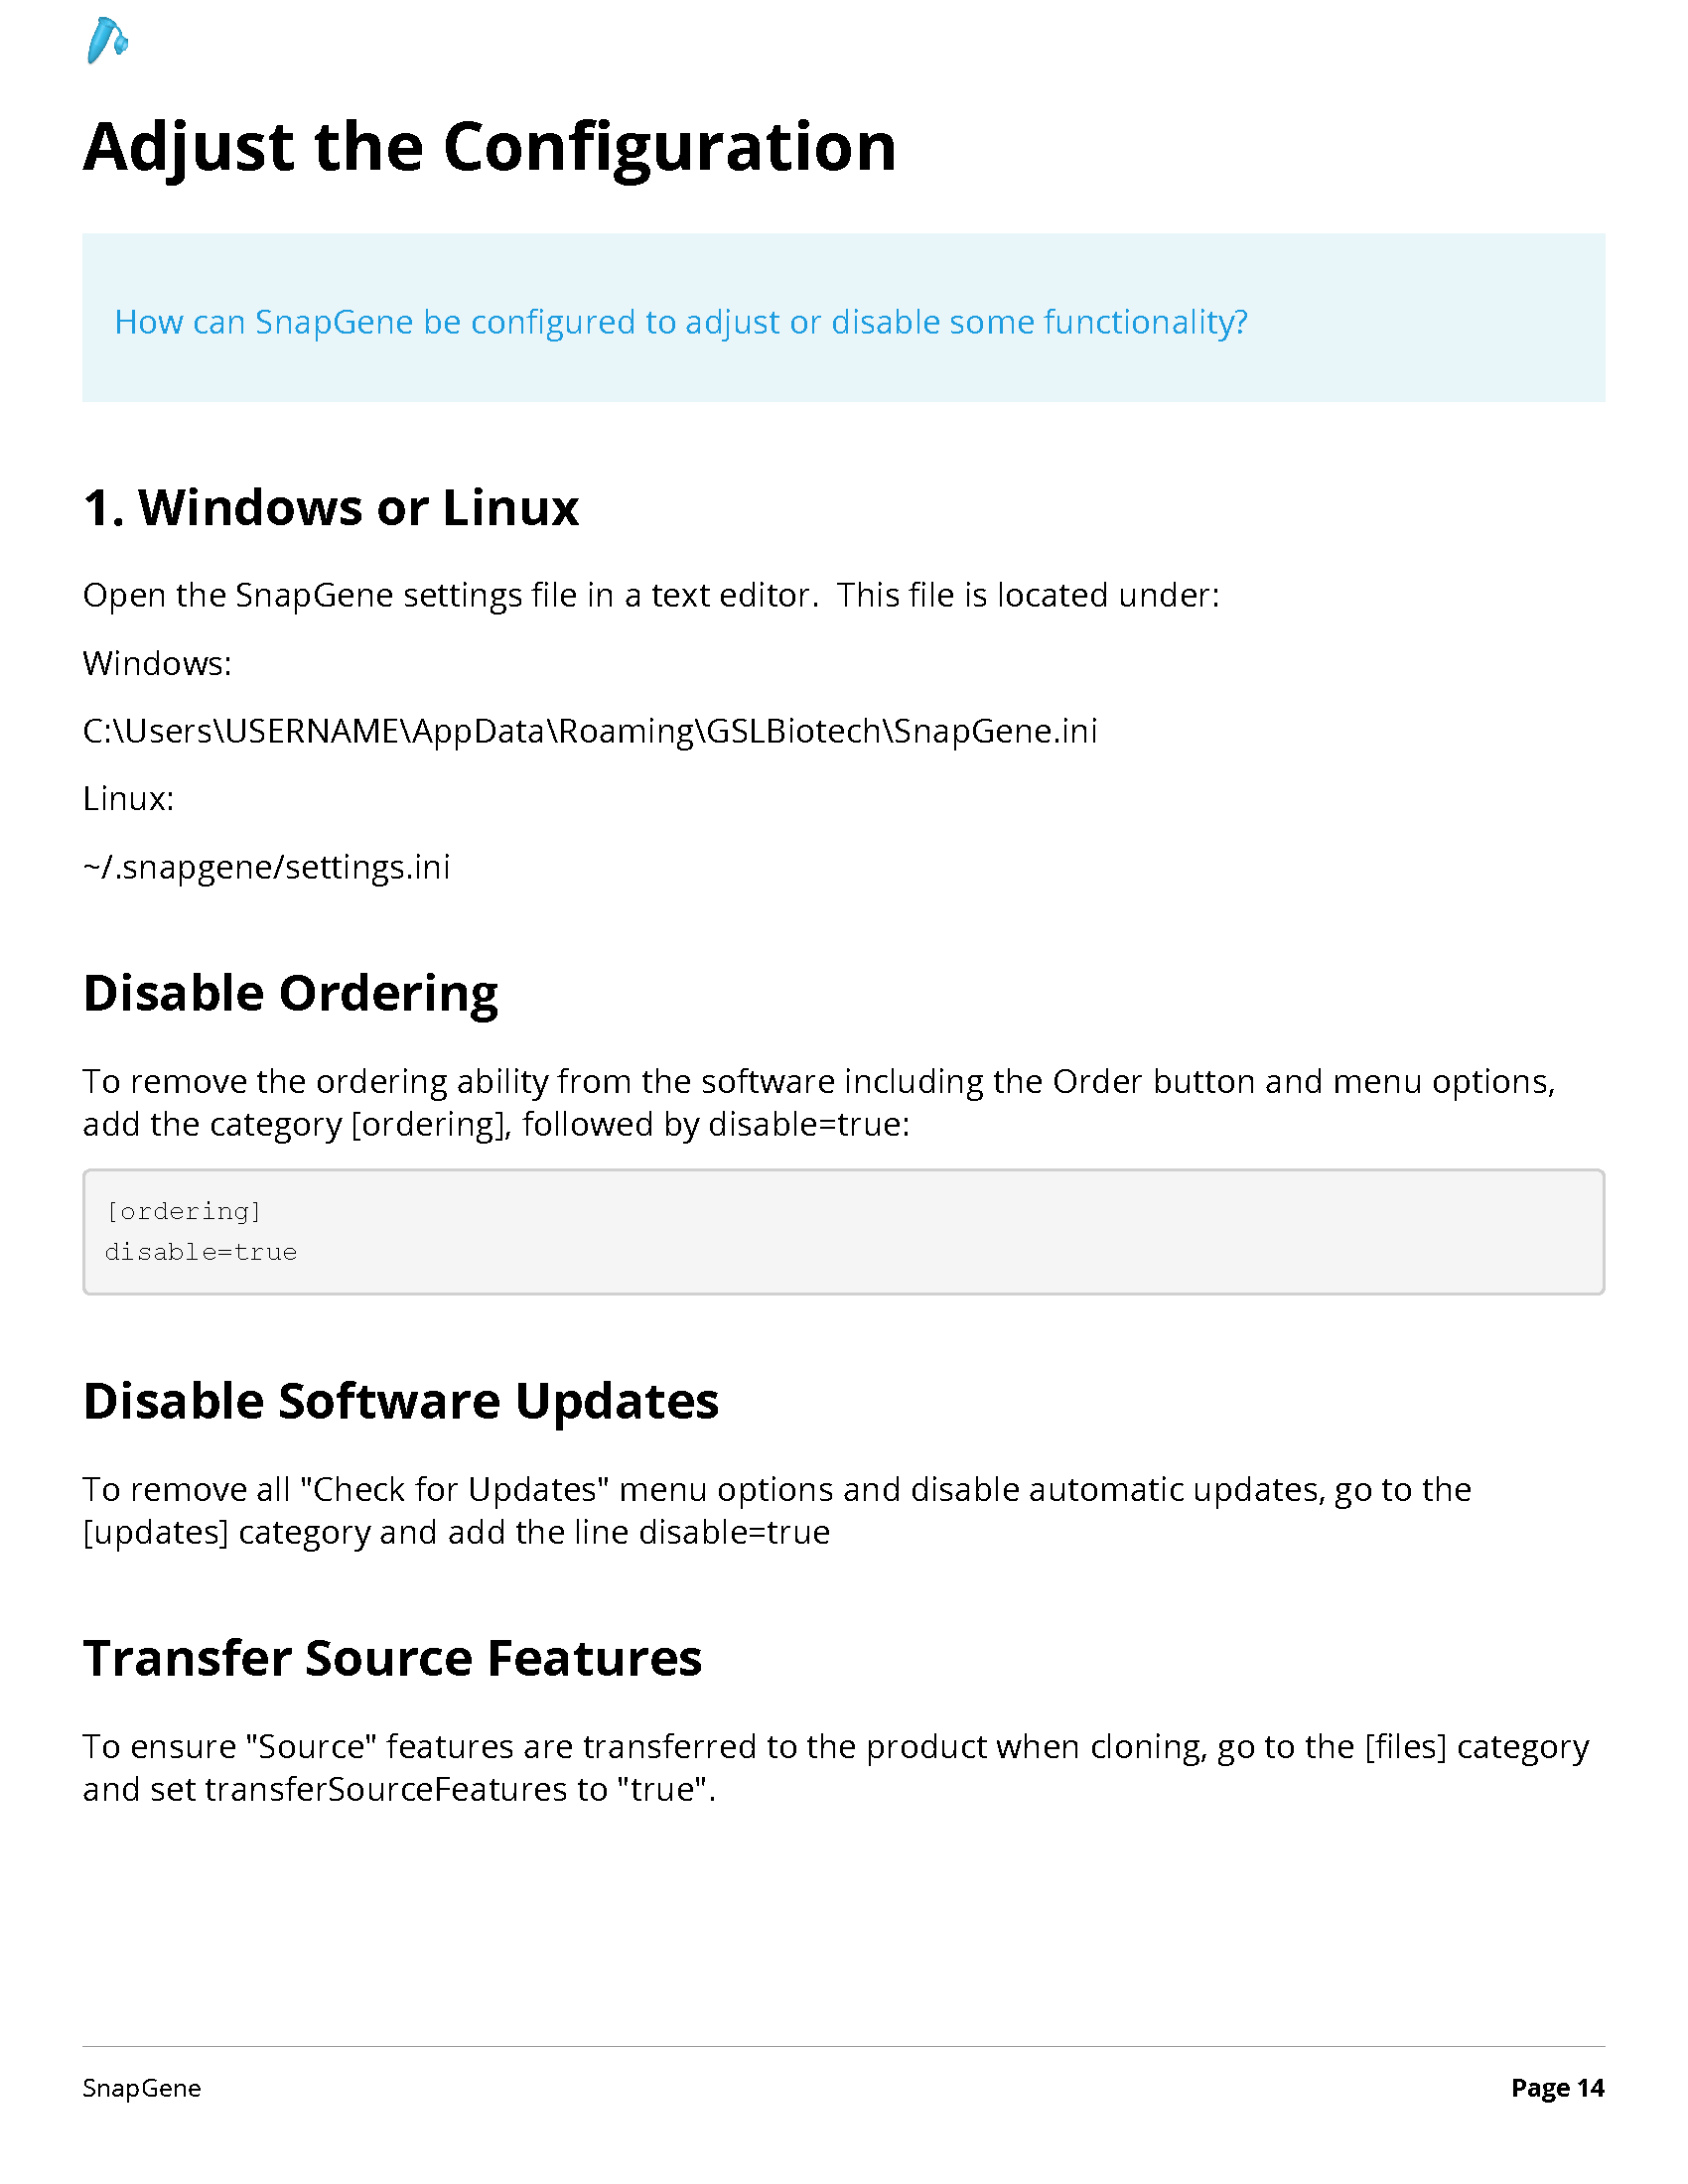 Adjust the Configuration
How can SnapGene be configured to adjust or disable some functionality?
1. Windows or Linux
Open the SnapGene settings file in a text editor.  This file is located under:
Windows:
C:\Users\USERNAME\AppData\Roaming\GSLBiotech\SnapGene.ini
Linux:
~/.snapgene/settings.ini
Disable Ordering
To remove the ordering ability from the software including the Order button and menu options,
add the category [ordering], followed by disable=true:
[ordering]
disable=true
Disable Software Updates
To remove all "Check for Updates" menu options and disable automatic updates, go to the
[updates] category and add the line disable=true
Transfer Source Features
To ensure "Source" features are transferred to the product when cloning, go to the [files] category
and set transferSourceFeatures to "true".
SnapGene
Page 14